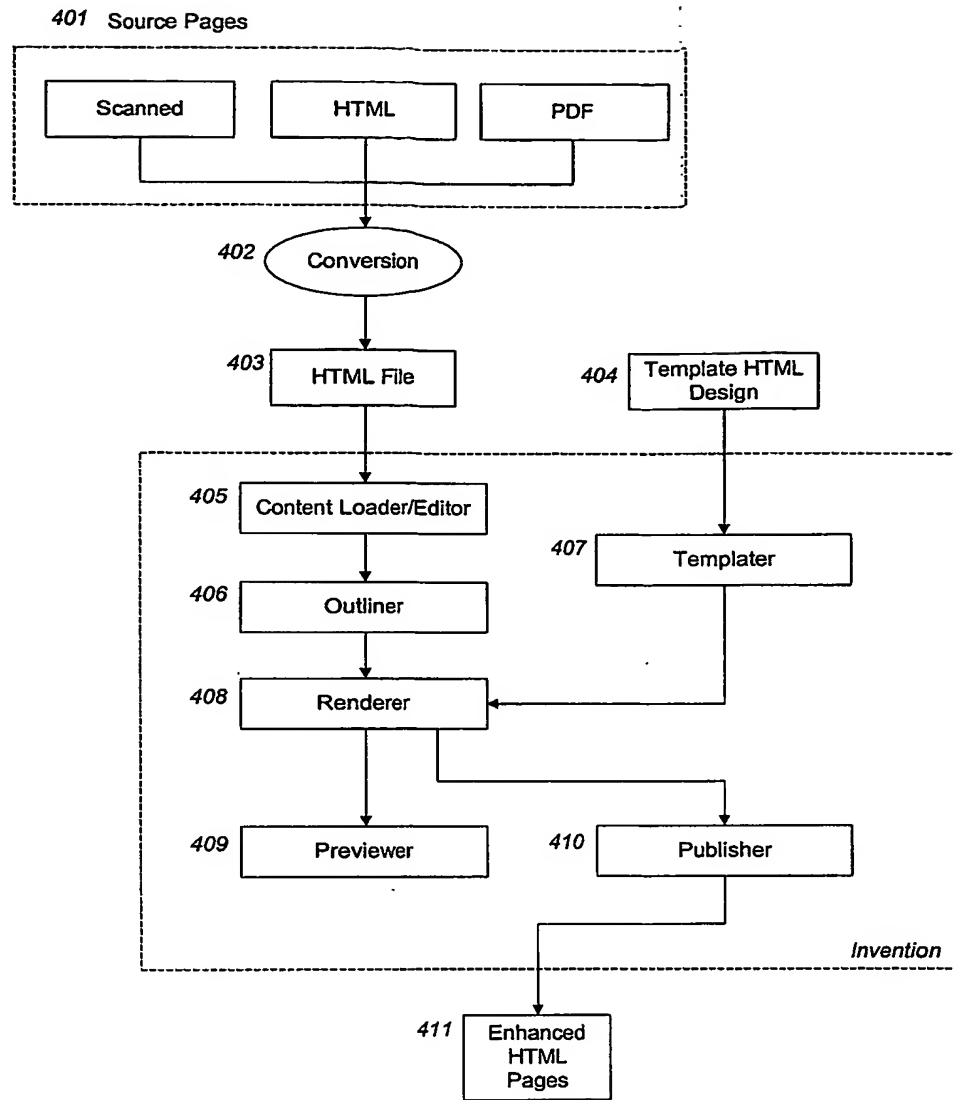 401 Source Pages
Scanned
HTML
PDF
402
Conversion
403
HTML File
404
Template HTML
Design
405
Content Loader/Editor
407
Templater
406
Outliner
408
Renderer
409
Previewer
410
Publisher
Invention
411
Enhanced
HTML
Pages